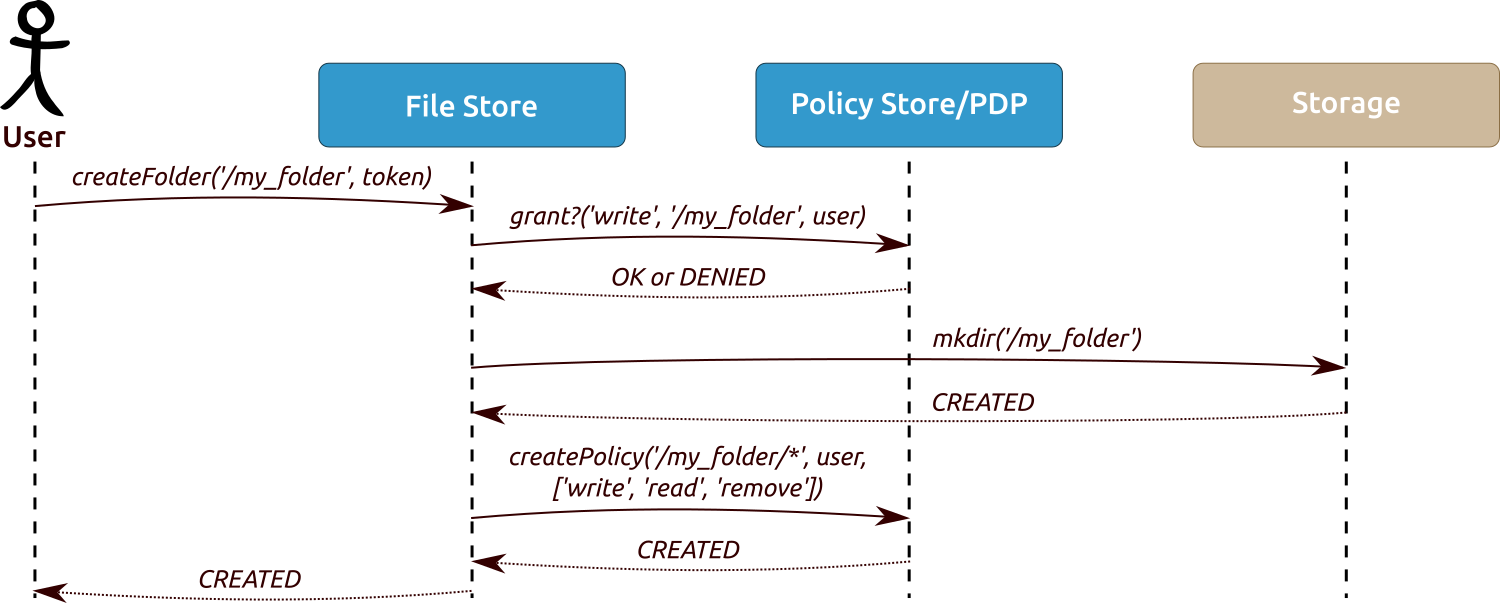 User
File Store
Policy Store/PDP
Storage
createFolder('/my_folder', token)
grant?('write', '/my_folder', user)
OK or DENIED
mkdir('/my_folder')
CREATED
createPolicy('/my_folder/*', user,
['write', 'read', 'remove'])
CREATED
CREATED